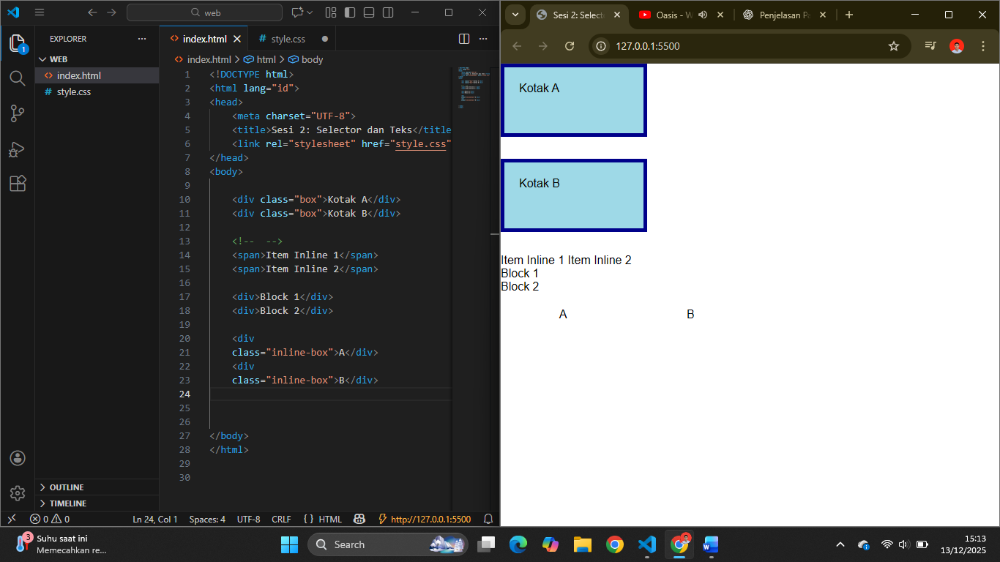 web
EXPLORER
index.html
style.css
WEB
index.html
style.css
1
index.html > html > body
1 <!DOCTYPE html>
2 <html lang="id">
3 <head>
4 <meta charset="UTF-8">
5 <title>Sesi 2: Selector dan Teks</title
6 <link rel="stylesheet" href="style.css"
7 </head>
8 <body>
9
10 <div class="box">Kotak A</div>
11 <div class="box">Kotak B</div>
12
13 <!--  -->
14 <span>Item Inline 1</span>
15 <span>Item Inline 2</span>
16
17 <div>Block 1</div>
18 <div>Block 2</div>
19
20 <div
21 class="inline-box">A</div>
22 <div
23 class="inline-box">B</div>
24
25
26
27 </body>
28 </html>
29
30
OUTLINE
TIMELINE
0 0
Ln 24, Col 1
Spaces: 4
UTF-8
CRLF
{ } HTML
http://127.0.0.1:5500
Sesi 2: Select
Oasis - W
Penjelasan Pa
127.0.0.1:5500
Kotak A
Kotak B
Item Inline 1 Item Inline 2
Block 1
Block 2
A B
3
Suhu saat ini
Memecahkan re...
Search
15:13
13/12/2025